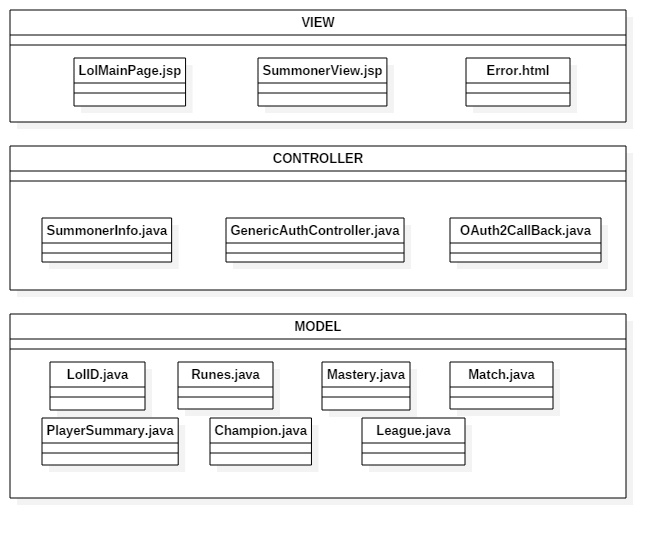 VIEW
LolMainPage.jsp
SummonerView.jsp
Error.html
CONTROLLER
SummonerInfo.java
GenericAuthController.java
OAuth2CallBack.java
MODEL
LolID.java
Runes.java
Mastery.java
Match.java
PlayerSummary.java
Champion.java
League.java